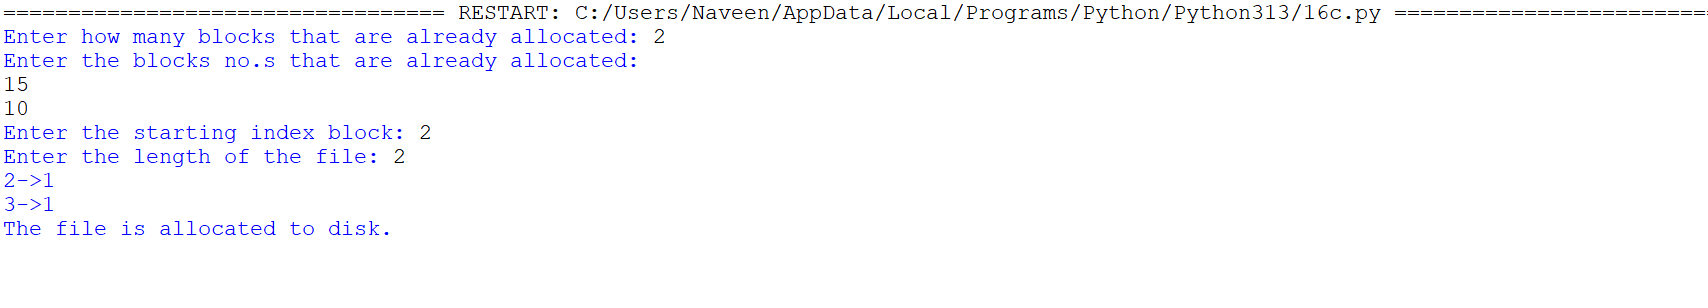 ================================== RESTART: C:/Users/Naveen/AppData/Local/Programs/Python/Python313/16c.py ========================
Enter how many blocks that are already allocated: 2
Enter the blocks no.s that are already allocated:
15
10
Enter the starting index block: 2
Enter the length of the file: 2
2->1
3->1
The file is allocated to disk.